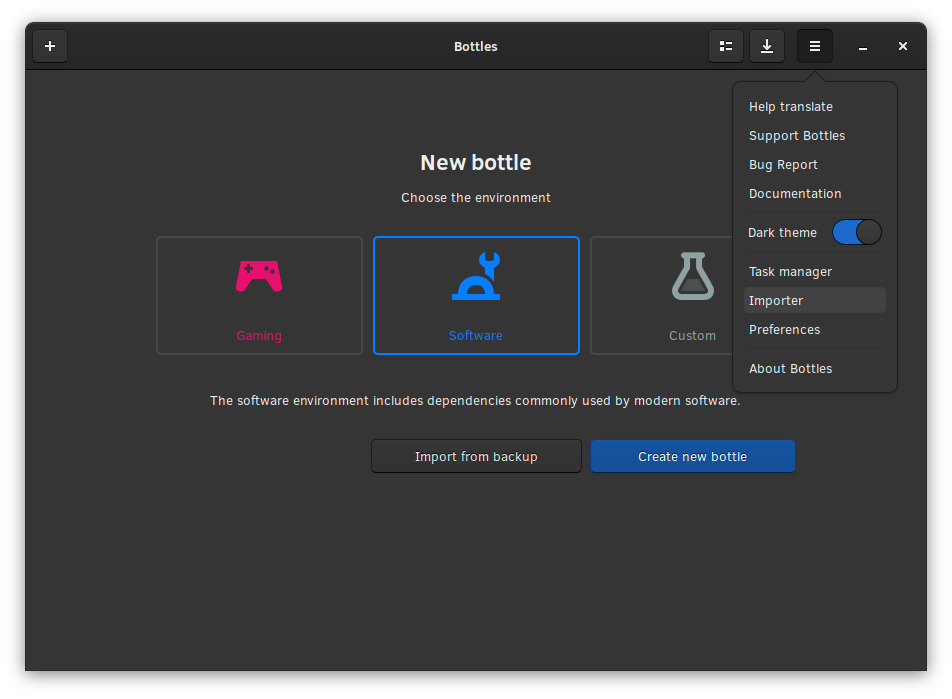 Bottles
Help translate
Support Bottles
Bug Report
Documentation
Dark theme
Task manager
Importer
Preferences
About Bottles
New bottle
Choose the environment
Gaming
Software
Custom
The software environment includes dependencies commonly used by modern software.
Import from backup
Create new bottle